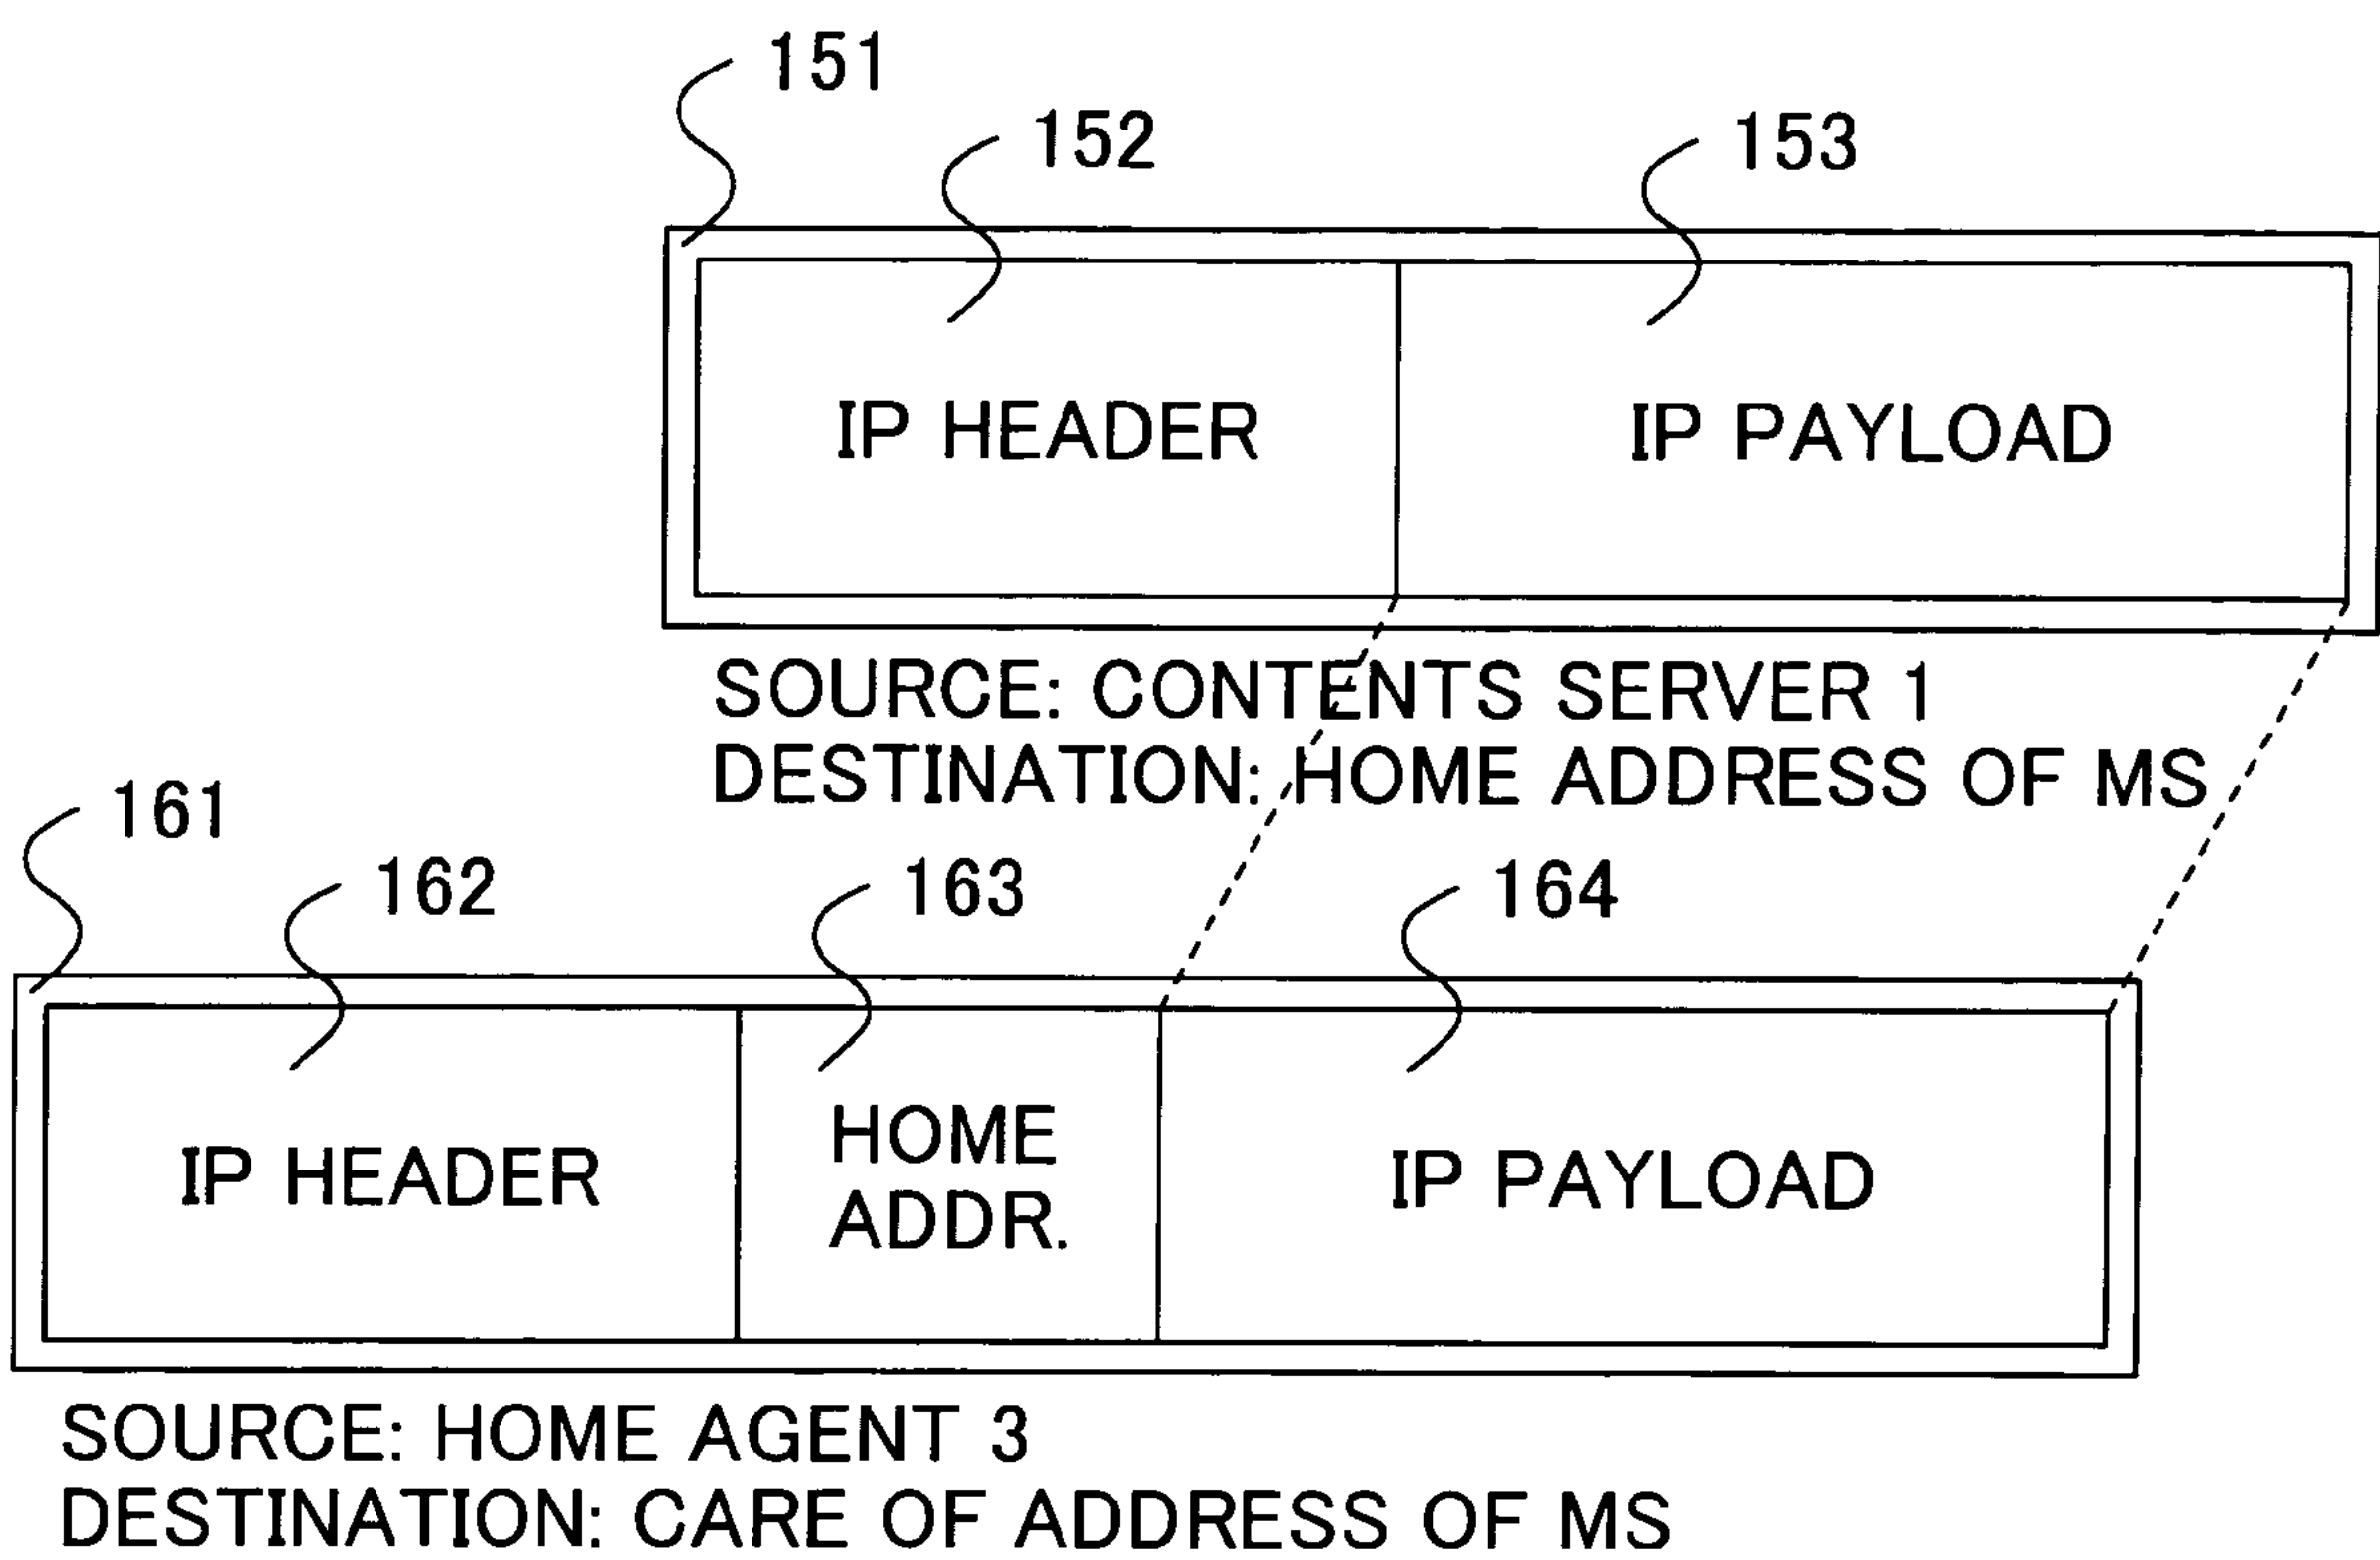 151
152
153
IP HEADER
IP PAYLOAD
SOURCE: CONTENTS SERVER 1
DESTINATION: HOME ADDRESS OF MS
161
162
163
164
IP HEADER
HOME
ADDR.
IP PAYLOAD
SOURCE: HOME AGENT 3
DESTINATION: CARE OF ADDRESS OF MS